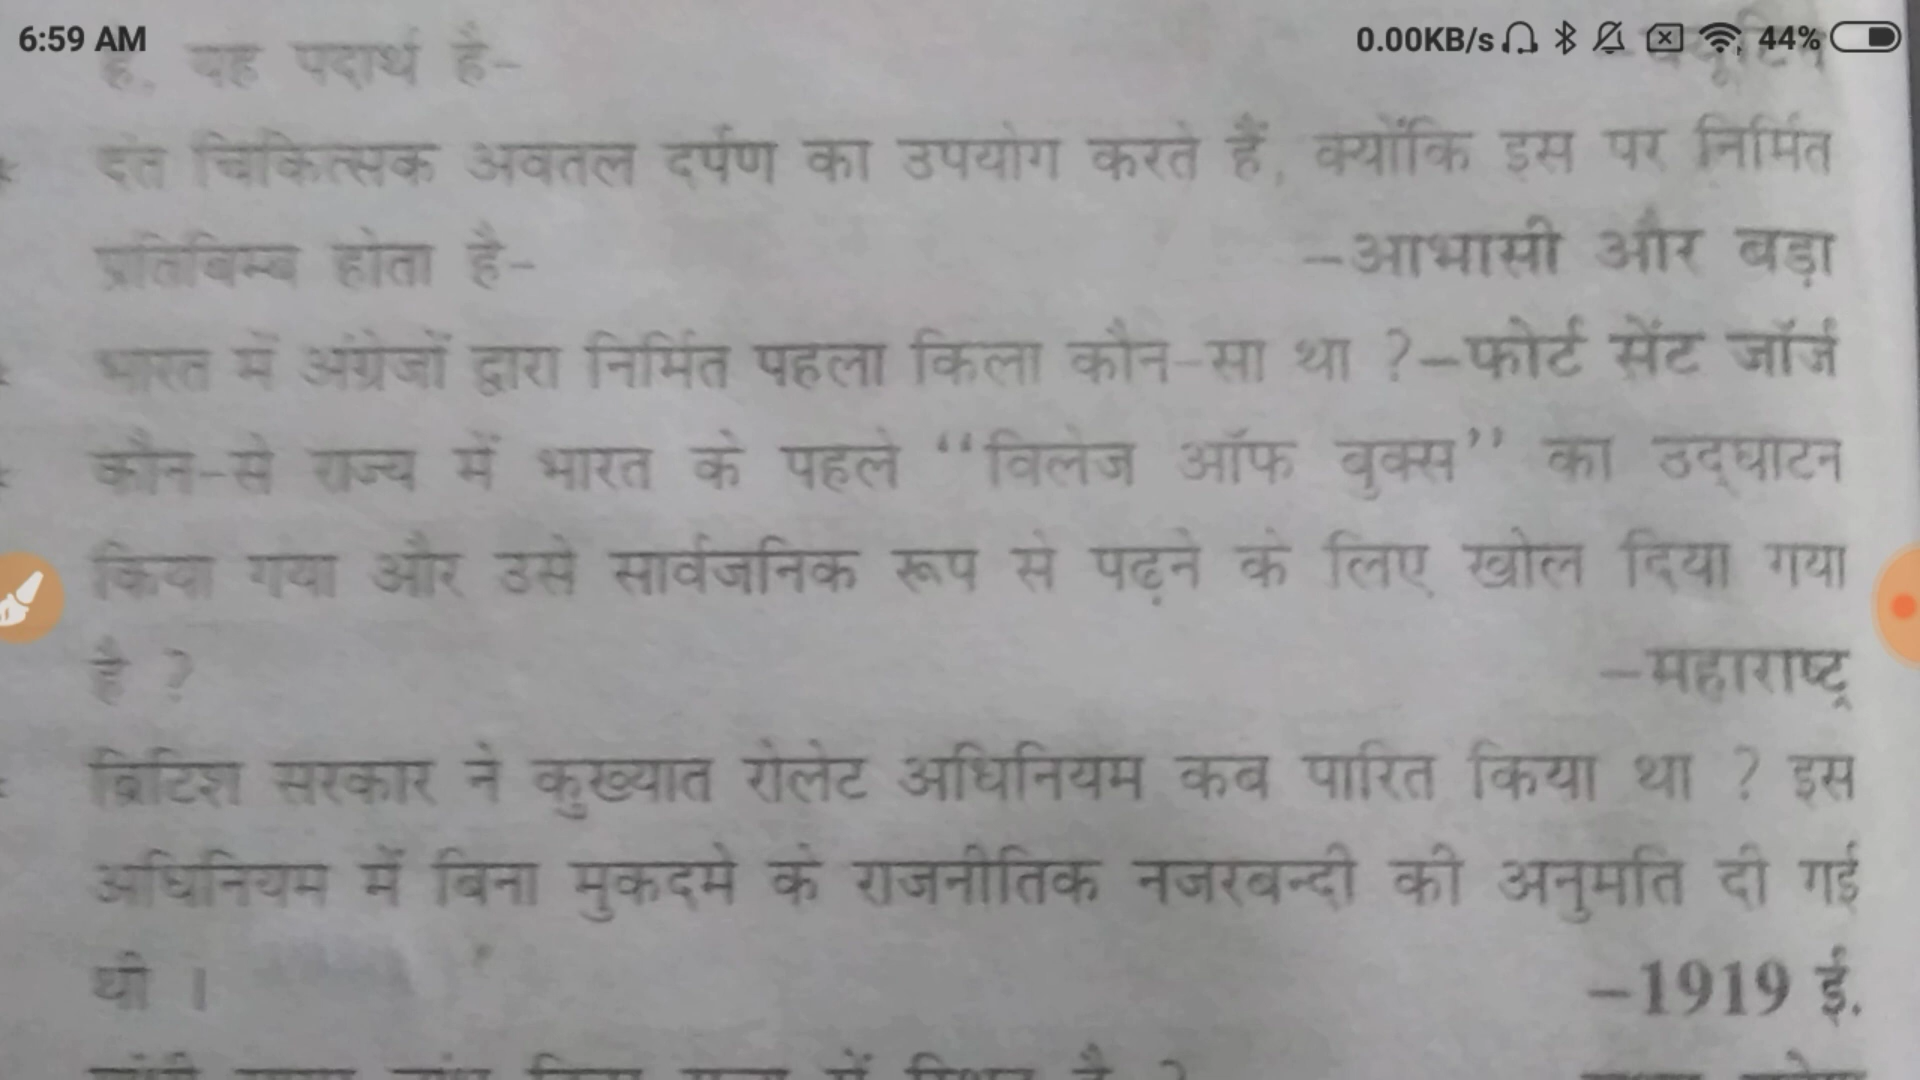 6:59 AM 0.00KB/s 44%
है, यह पदार्थ है-
दंत चिकित्सक अवतल दर्पण का उपयोग करते हैं, क्योंकि इस पर निर्मित
प्रतिबिम्ब होता है- –आभासी और बड़ा
भारत में अंग्रेजों द्वारा निर्मित पहला किला कौन-सा था ?–फोर्ट सेंट जॉर्ज
कौन-से राज्य में भारत के पहले “विलेज ऑफ बुक्स” का उद्घाटन
किया गया और उसे सार्वजनिक रूप से पढ़ने के लिए खोल दिया गया
है ? –महाराष्ट्र
ब्रिटिश सरकार ने कुख्यात रोलेट अधिनियम कब पारित किया था ? इस
अधिनियम में बिना मुकदमे के राजनीतिक नजरबन्दी की अनुमति दी गई
थी । –1919 ई.